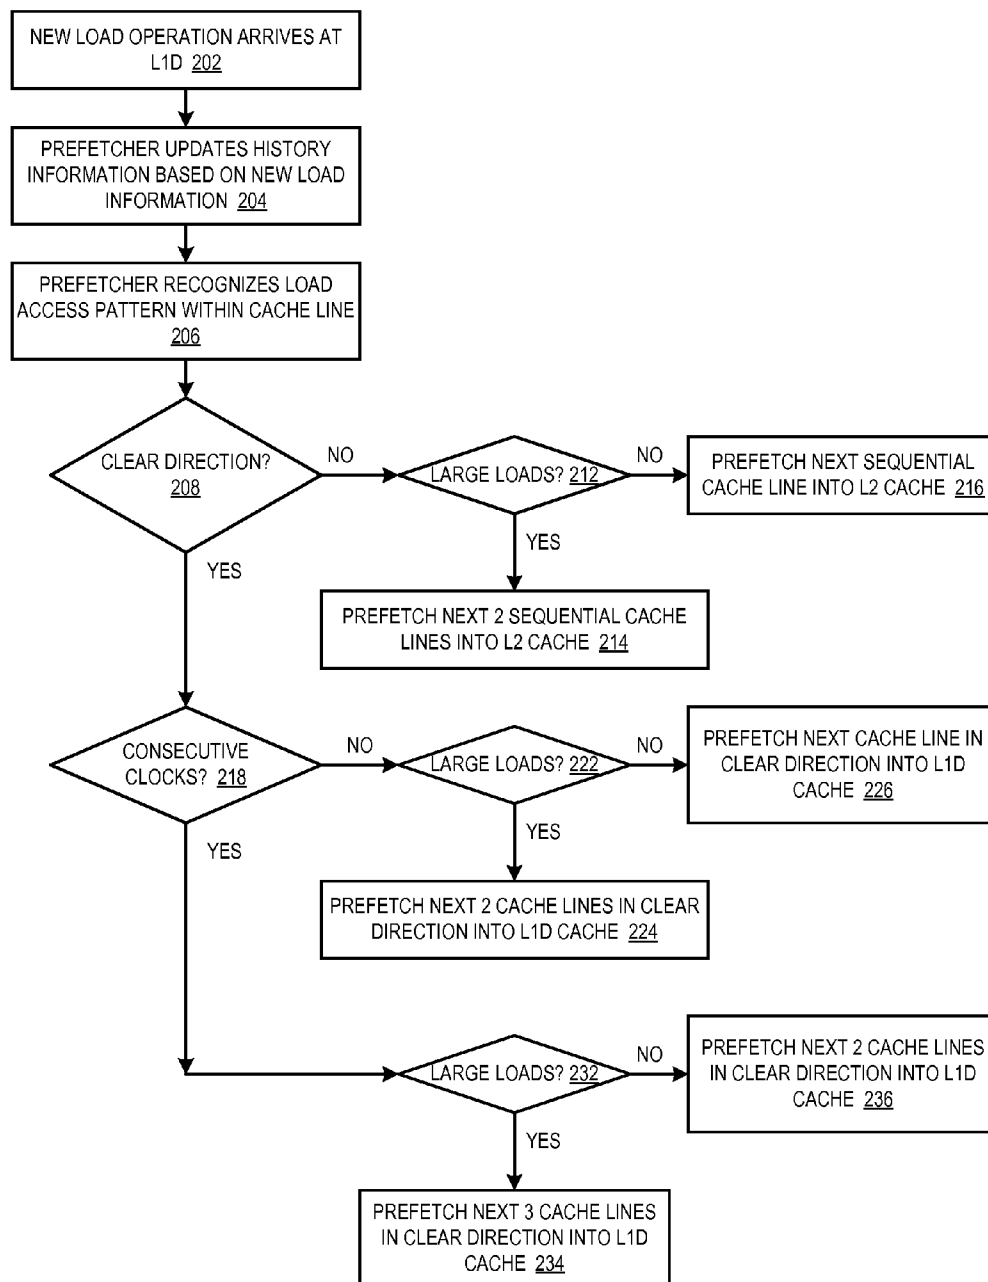 NEW LOAD OPERATION ARRIVES AT
L1D 202
PREFETCHER UPDATES HISTORY
INFORMATION BASED ON NEW LOAD
INFORMATION 204
PREFETCHER RECOGNIZES LOAD
ACCESS PATTERN WITHIN CACHE LINE
206
CLEAR DIRECTION?
208
NO
LARGE LOADS? 212
NO
PREFETCH NEXT SEQUENTIAL
CACHE LINE INTO L2 CACHE 216
YES
YES
PREFETCH NEXT 2 SEQUENTIAL CACHE
LINES INTO L2 CACHE 214
CONSECUTIVE
CLOCKS? 218
NO
LARGE LOADS? 222
NO
PREFETCH NEXT CACHE LINE IN
CLEAR DIRECTION INTO L1D
CACHE 226
YES
YES
PREFETCH NEXT 2 CACHE LINES IN CLEAR
DIRECTION INTO L1D CACHE 224
LARGE LOADS? 232
NO
PREFETCH NEXT 2 CACHE LINES
IN CLEAR DIRECTION INTO L1D
CACHE 236
YES
PREFETCH NEXT 3 CACHE LINES
IN CLEAR DIRECTION INTO L1D
CACHE 234